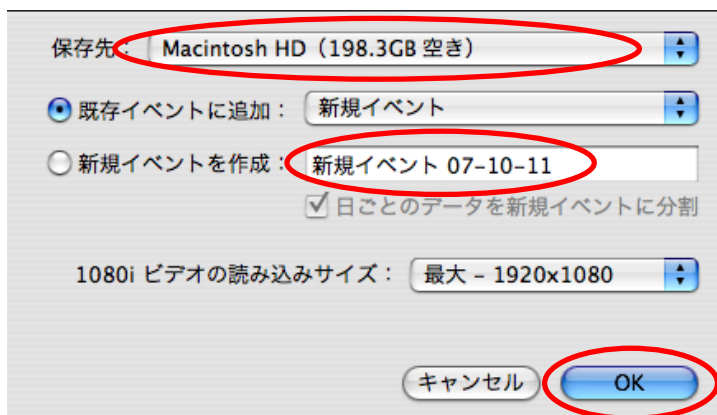 保存先： Macintosh HD（198.3GB 空き）
既存イベントに追加： 新規イベント
新規イベントを作成： 新規イベント 07-10-11
日ごとのデータを新規イベントに分割
1080i ビデオの読み込みサイズ： 最大 – 1920x1080
キャンセル OK